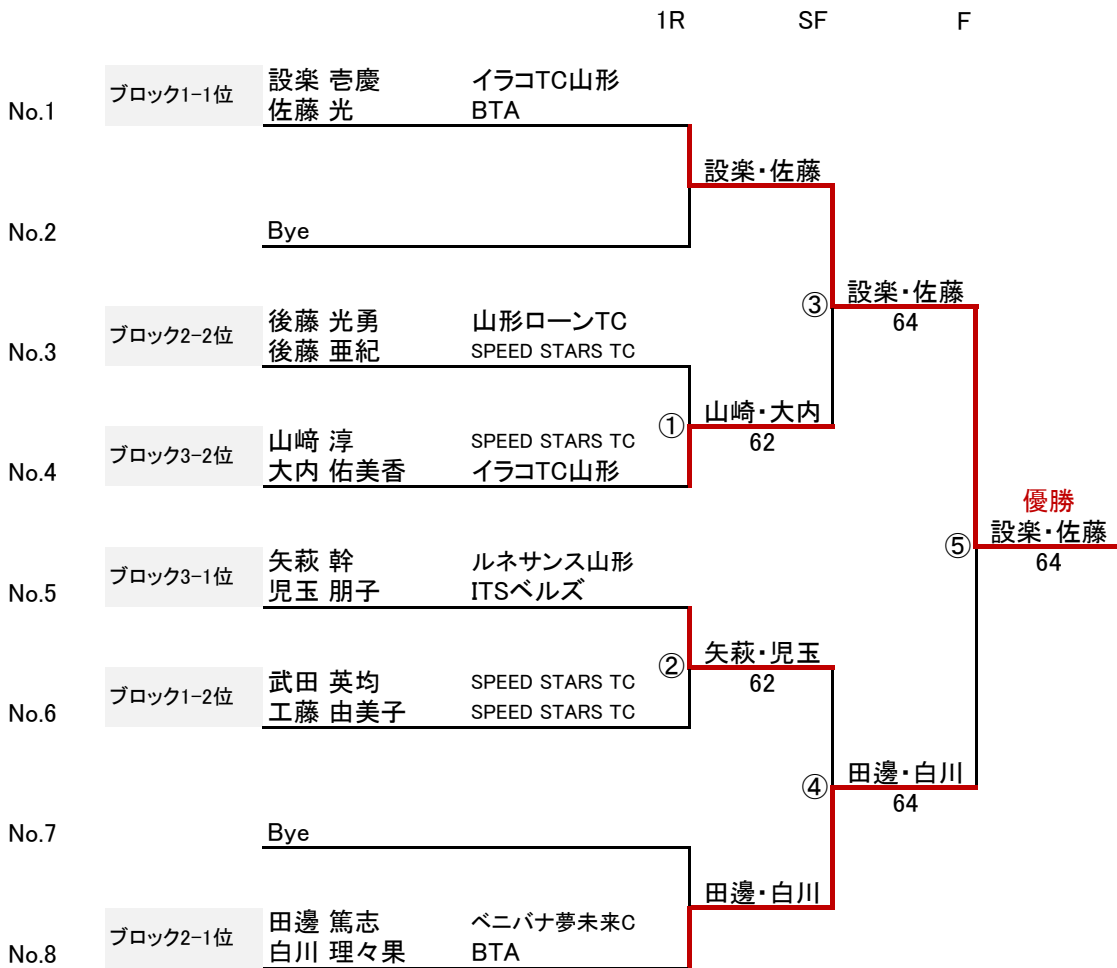 1R SF F
ブロック1-1位 設楽 壱慶 イラコTC山形
No.1 佐藤 光 BTA
設楽・佐藤
No.2 Bye
③ 設楽・佐藤
64
ブロック2-2位 後藤 光勇 山形ローンTC
No.3 後藤 亜紀 SPEED STARS TC
① 山崎・大内
62
ブロック3-2位 山﨑 淳 SPEED STARS TC
No.4 大内 佑美香 イラコTC山形
優勝
⑤ 設楽・佐藤
64
ブロック3-1位 矢萩 幹 ルネサンス山形
No.5 児玉 朋子 ITSベルズ
② 矢萩・児玉
62
ブロック1-2位 武田 英均 SPEED STARS TC
No.6 工藤 由美子 SPEED STARS TC
④ 田邊・白川
64
No.7 Bye
田邊・白川
ブロック2-1位 田邊 篤志 ベニバナ夢未来C
No.8 白川 理々果 BTA